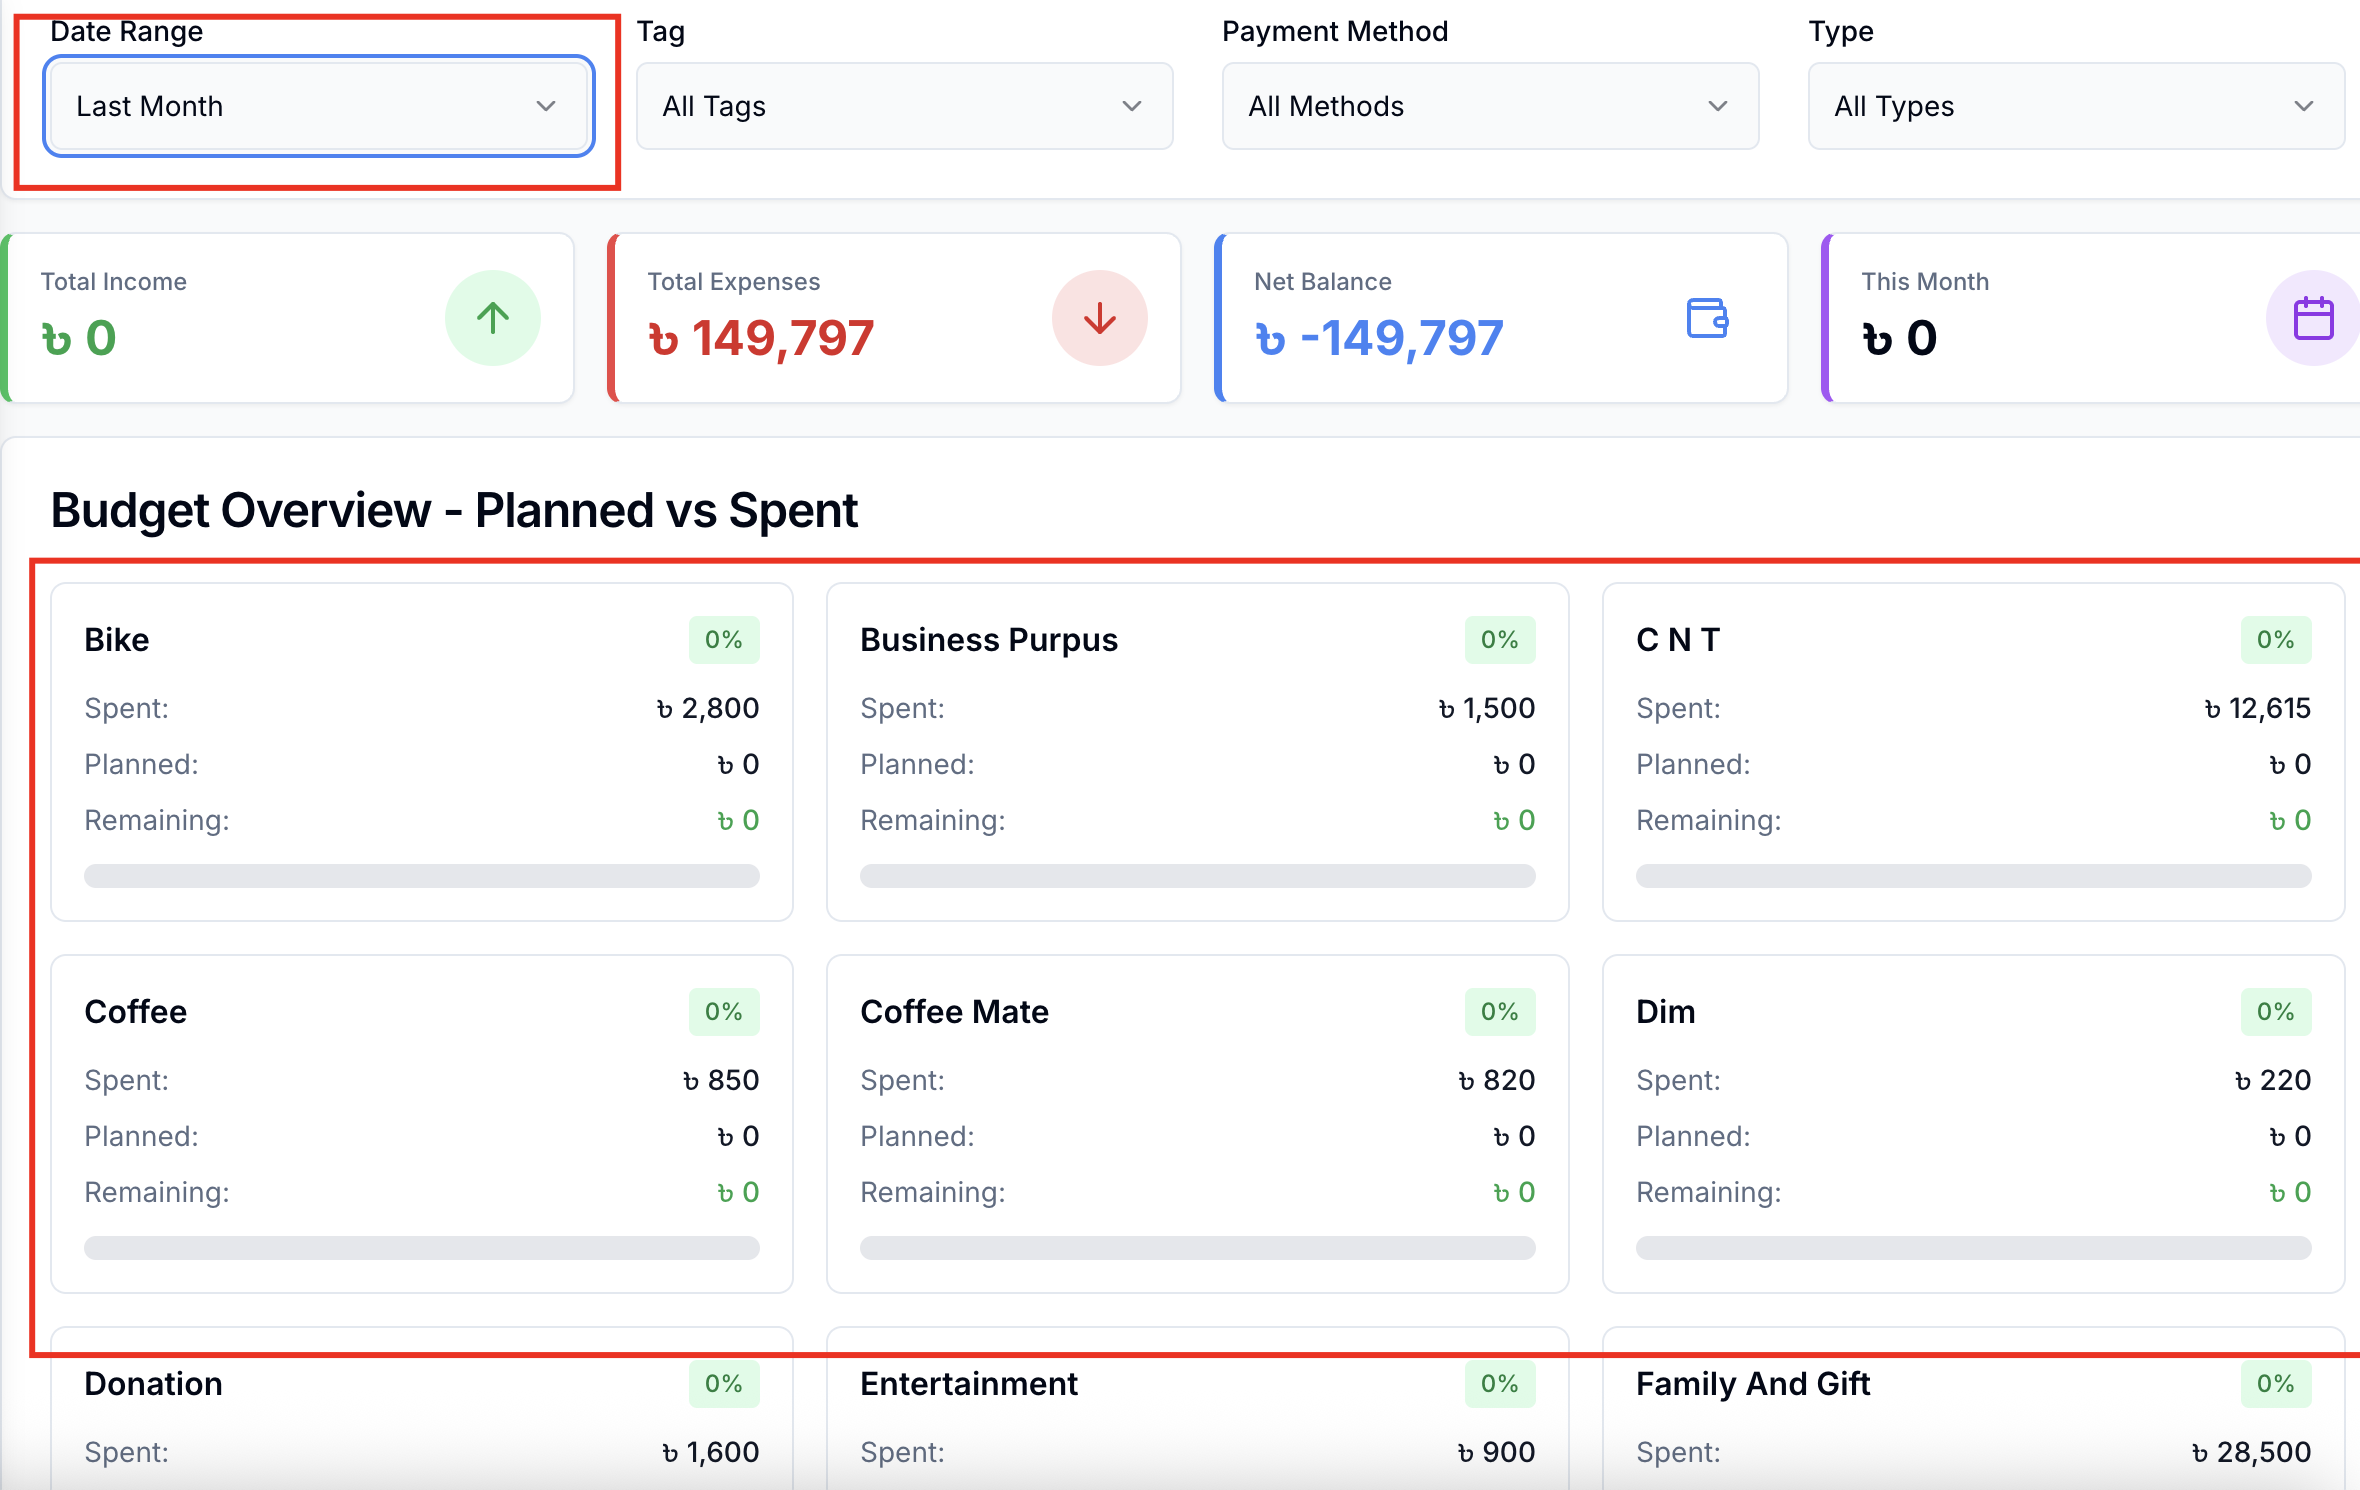 Date Range
Tag
Payment Method
Type
Last Month
All Tags
All Methods
All Types
Total Income
৳ 0
Total Expenses
৳ 149,797
Net Balance
৳ -149,797
This Month
৳ 0
Budget Overview - Planned vs Spent
Bike 0%
Spent: ৳ 2,800
Planned: ৳ 0
Remaining: ৳ 0
Business Purpus 0%
Spent: ৳ 1,500
Planned: ৳ 0
Remaining: ৳ 0
C N T 0%
Spent: ৳ 12,615
Planned: ৳ 0
Remaining: ৳ 0
Coffee 0%
Spent: ৳ 850
Planned: ৳ 0
Remaining: ৳ 0
Coffee Mate 0%
Spent: ৳ 820
Planned: ৳ 0
Remaining: ৳ 0
Dim 0%
Spent: ৳ 220
Planned: ৳ 0
Remaining: ৳ 0
Donation 0%
Spent: ৳ 1,600
Entertainment 0%
Spent: ৳ 900
Family And Gift 0%
Spent: ৳ 28,500